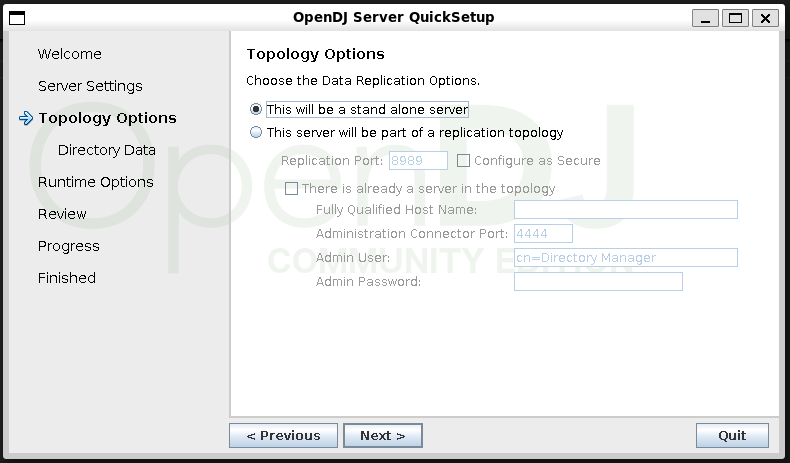 OpenDJ Server QuickSetup
Welcome
Server Settings
Topology Options
Directory Data
Runtime Options
Review
Progress
Finished
OpenDJ
COMMUNITY EDITION
Topology Options
Choose the Data Replication Options.
This will be a stand alone server
This server will be part of a replication topology
Replication Port: 8989 Configure as Secure
There is already a server in the topology
Fully Qualified Host Name:
Administration Connector Port: 4444
Admin User: cn=Directory Manager
Admin Password:
< Previous Next > Quit